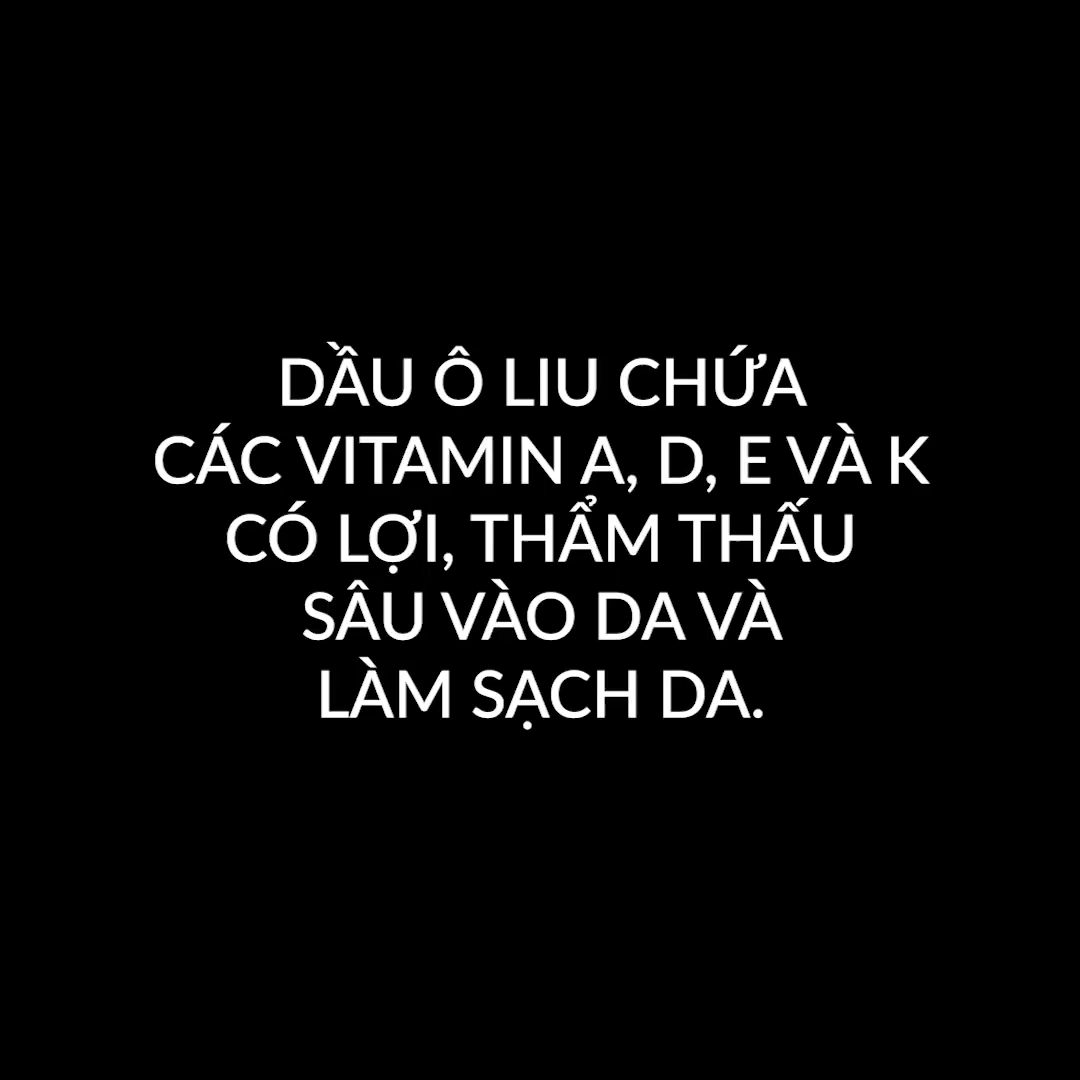 DẦU Ô LIU CHỨA
CÁC VITAMIN A, D, E VÀ K
CÓ LỢI, THẨM THẤU
SÂU VÀO DA VÀ
LÀM SẠCH DA.